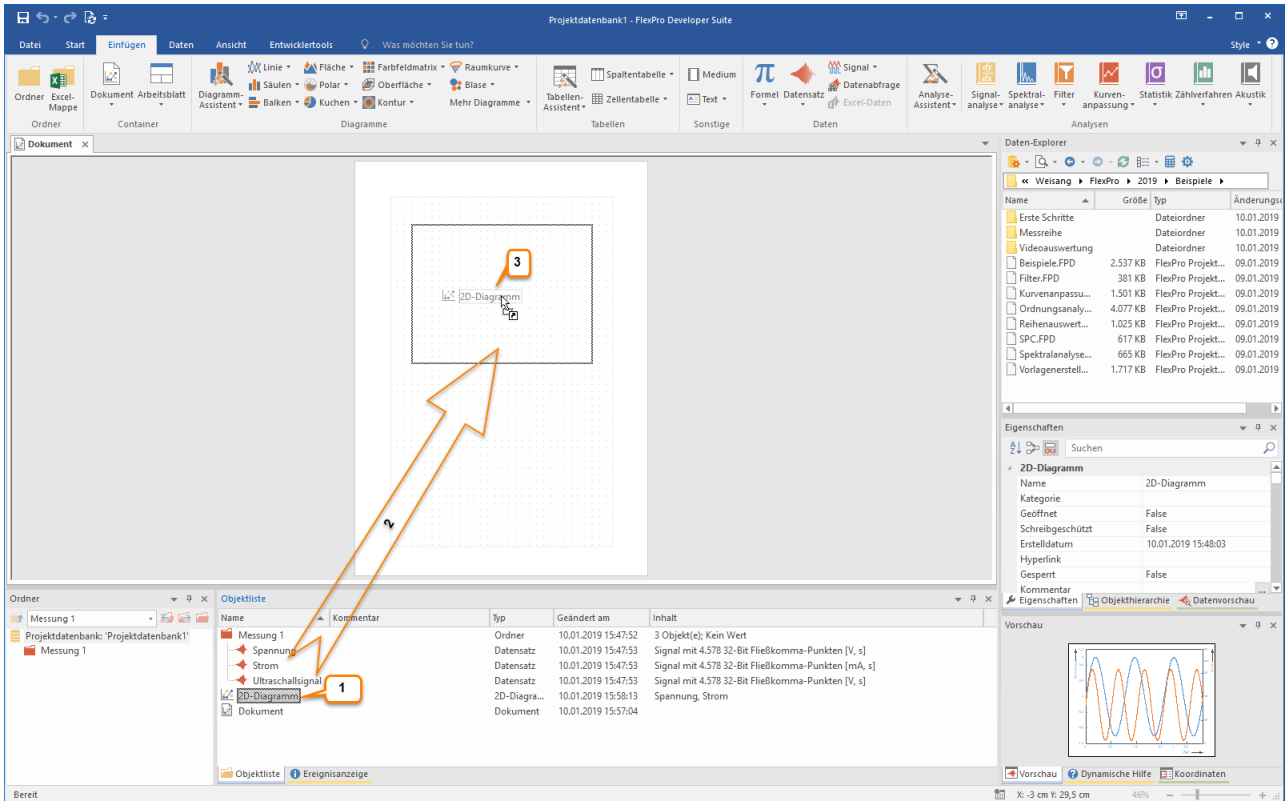 Projektdatenbank1 - FlexPro Developer Suite
Datei Start Einfügen Daten Ansicht Entwicklertools Was möchten Sie tun? Style
Ordner Excel-Mappe Dokument Arbeitsblatt Diagramm-Assistent Linie Fläche Farbfeldmatrix Raumkurve
Säulen Polar Oberfläche Blase
Balken Kuchen Kontur Mehr Diagramme
Tabellen-Assistent Spaltentabelle Zellentabelle Medium Text
Formel Datensatz Signal Datenabfrage Excel-Daten
Analyse-Assistent Signal-analyse Spektral-analyse Filter Kurven-anpassung Statistik Zählverfahren Akustik
Ordner Container Diagramme Tabellen Sonstige Daten Analysen
Dokument
3
2D-Diagramm
2
Daten-Explorer
« Weisang FlexPro 2019 Beispiele
Name Größe Typ Änderungsd
Erste Schritte Dateiordner 10.01.2019
Messreihe Dateiordner 10.01.2019
Videoauswertung Dateiordner 10.01.2019
Beispiele.FPD 2.537 KB FlexPro Projekt... 09.01.2019
Filter.FPD 381 KB FlexPro Projekt... 09.01.2019
Kurvenanpassu... 1.501 KB FlexPro Projekt... 09.01.2019
Ordnungsanaly... 4.077 KB FlexPro Projekt... 09.01.2019
Reihenauswert... 1.025 KB FlexPro Projekt... 09.01.2019
SPC.FPD 617 KB FlexPro Projekt... 09.01.2019
Spektralanalyse... 665 KB FlexPro Projekt... 09.01.2019
Vorlagenerstell... 1.717 KB FlexPro Projekt... 09.01.2019
Eigenschaften
Suchen
2D-Diagramm
Name 2D-Diagramm
Kategorie
Geöffnet False
Schreibgeschützt False
Erstelldatum 10.01.2019 15:48:03
Hyperlink
Gesperrt False
Kommentar ...
Eigenschaften Objekthierarchie Datenvorschau
Ordner
Messung 1
Projektdatenbank: 'Projektdatenbank1'
Messung 1
Objektliste
Name Kommentar Typ Geändert am Inhalt
Messung 1 Ordner 10.01.2019 15:47:52 3 Objekt(e); Kein Wert
Spannung Datensatz 10.01.2019 15:47:53 Signal mit 4.578 32-Bit Fließkomma-Punkten [V, s]
Strom Datensatz 10.01.2019 15:47:53 Signal mit 4.578 32-Bit Fließkomma-Punkten [mA, s]
Ultraschallsignal Datensatz 10.01.2019 15:47:53 Signal mit 4.578 32-Bit Fließkomma-Punkten [V, s]
2D-Diagramm 2D-Diagra... 10.01.2019 15:58:13 Spannung, Strom
1
Dokument Dokument 10.01.2019 15:57:04
Objektliste Ereignisanzeige
Vorschau
Vorschau Dynamische Hilfe Koordinaten
Bereit X: -3 cm Y: 29,5 cm 46%